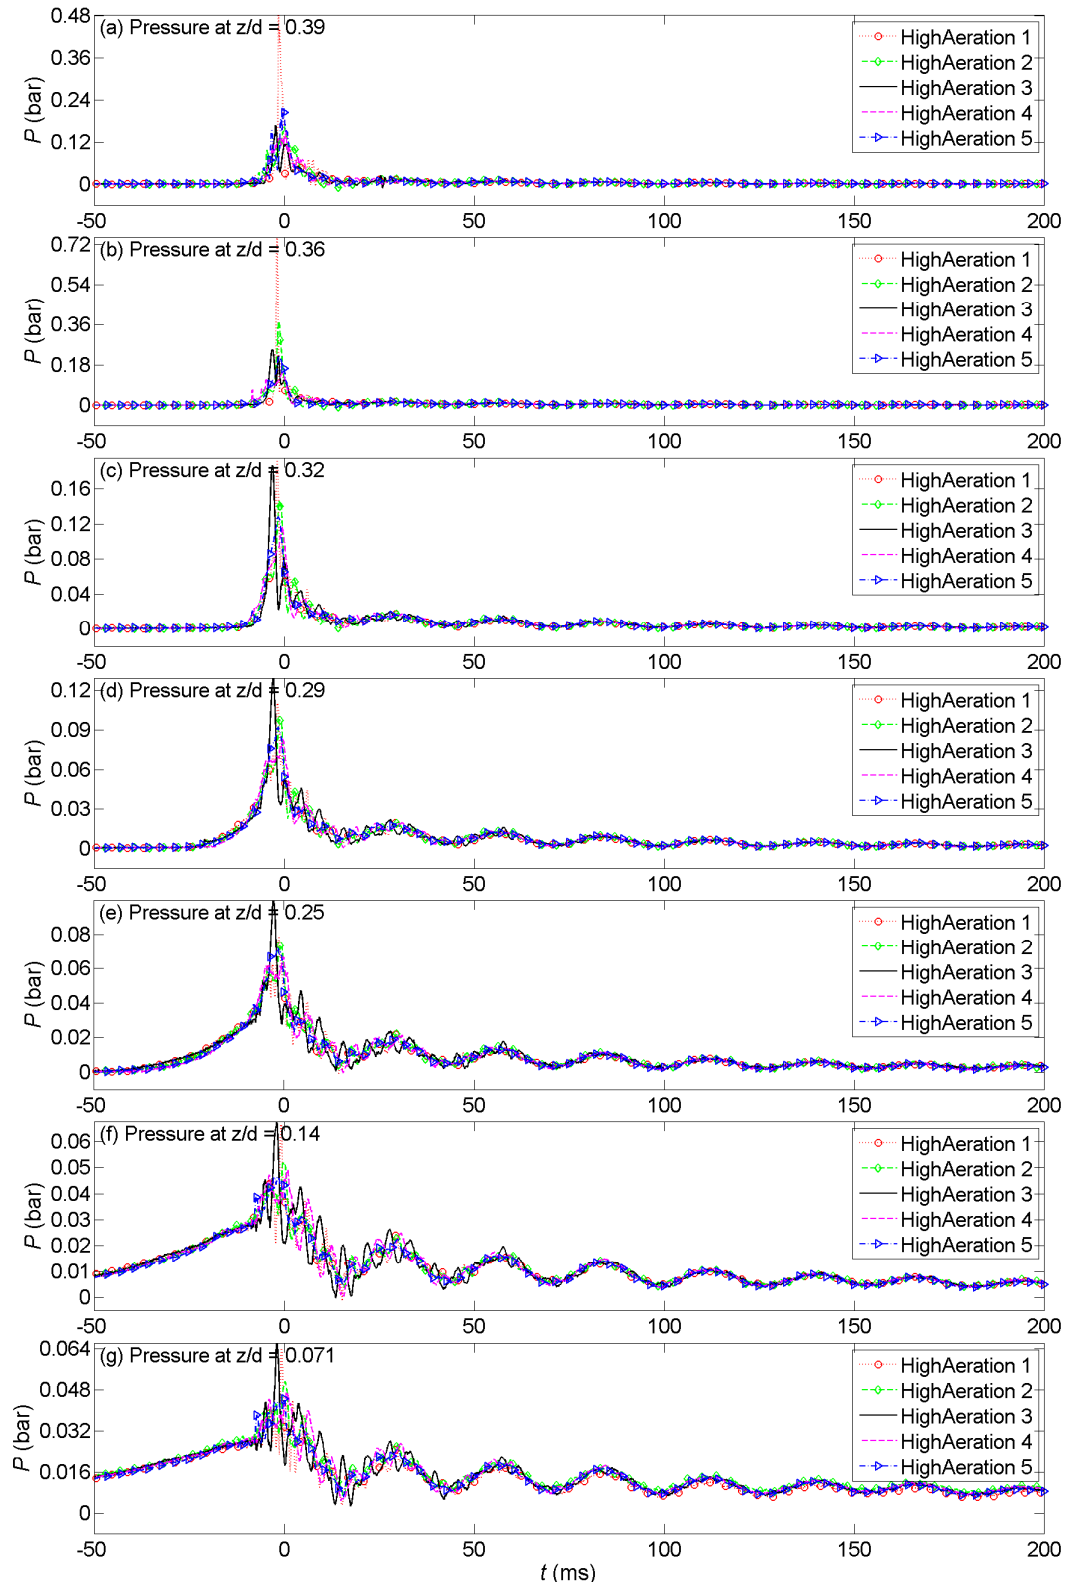 (a) Pressure at z/d = 0.39
0.48
0.36
0.24
0.12
0
P (bar)
HighAeration 1
HighAeration 2
HighAeration 3
HighAeration 4
HighAeration 5
-50 0 50 100 150 200
(b) Pressure at z/d = 0.36
0.72
0.54
0.36
0.18
0
P (bar)
HighAeration 1
HighAeration 2
HighAeration 3
HighAeration 4
HighAeration 5
-50 0 50 100 150 200
(c) Pressure at z/d = 0.32
0.16
0.12
0.08
0.04
0
P (bar)
HighAeration 1
HighAeration 2
HighAeration 3
HighAeration 4
HighAeration 5
-50 0 50 100 150 200
(d) Pressure at z/d = 0.29
0.12
0.09
0.06
0.03
0
P (bar)
HighAeration 1
HighAeration 2
HighAeration 3
HighAeration 4
HighAeration 5
-50 0 50 100 150 200
(e) Pressure at z/d = 0.25
0.08
0.06
0.04
0.02
0
P (bar)
HighAeration 1
HighAeration 2
HighAeration 3
HighAeration 4
HighAeration 5
-50 0 50 100 150 200
(f) Pressure at z/d = 0.14
0.06
0.05
0.04
0.03
0.02
0.01
0
P (bar)
HighAeration 1
HighAeration 2
HighAeration 3
HighAeration 4
HighAeration 5
-50 0 50 100 150 200
(g) Pressure at z/d = 0.071
0.064
0.048
0.032
0.016
0
P (bar)
HighAeration 1
HighAeration 2
HighAeration 3
HighAeration 4
HighAeration 5
-50 0 50 100 150 200
t (ms)